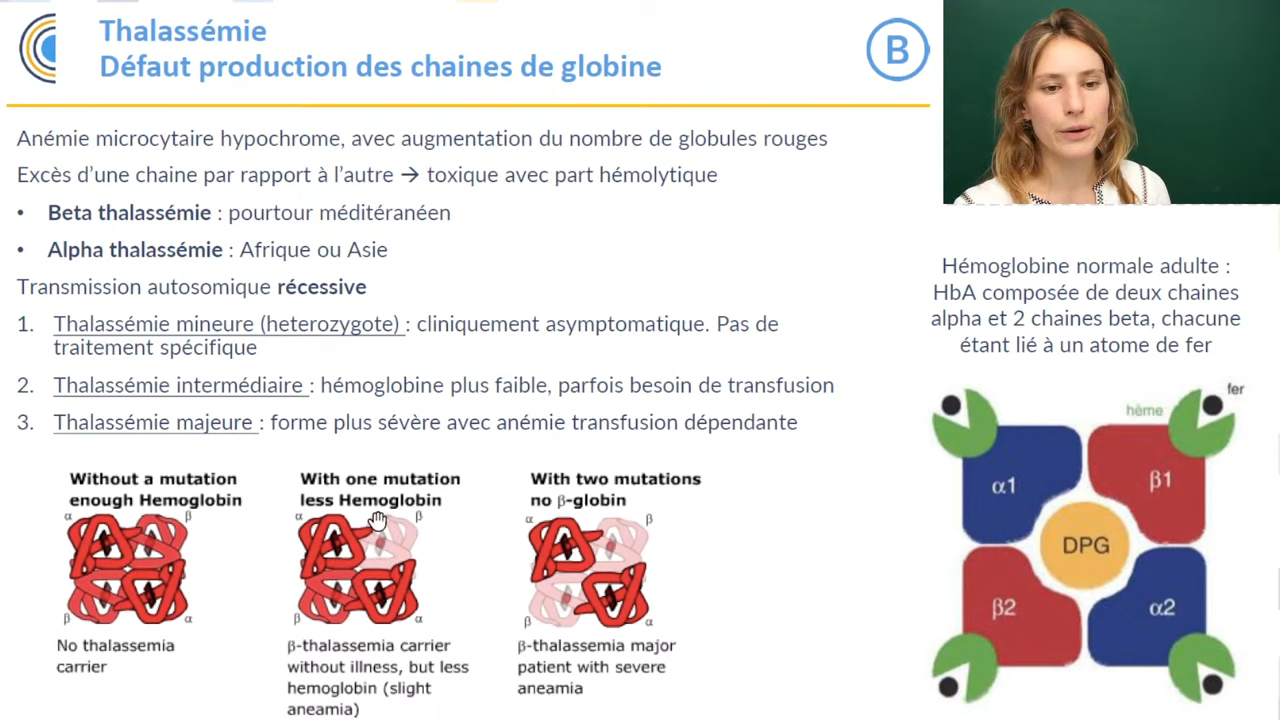 Thalassémie
Défaut production des chaines de globine
B
Anémie microcytaire hypochrome, avec augmentation du nombre de globules rouges
Excès d'une chaine par rapport à l'autre → toxique avec part hémolytique
• Beta thalassémie : pourtour méditéranéen
• Alpha thalassémie : Afrique ou Asie
Transmission autosomique récessive
1. Thalassémie mineure (heterozygote) : cliniquement asymptomatique. Pas de
traitement spécifique
2. Thalassémie intermédiaire : hémoglobine plus faible, parfois besoin de transfusion
3. Thalassémie majeure : forme plus sévère avec anémie transfusion dépendante
Without a mutation
enough Hemoglobin
α β
β α
No thalassemia
carrier
With one mutation
less Hemoglobin
α β
β α
β-thalassemia carrier
without illness, but less
hemoglobin (slight
aneamia)
With two mutations
no β-globin
α β
β α
β-thalassemia major
patient with severe
aneamia
Hémoglobine normale adulte :
HbA composée de deux chaines
alpha et 2 chaines beta, chacune
étant lié à un atome de fer
fer
hème
α1
β1
DPG
β2
α2